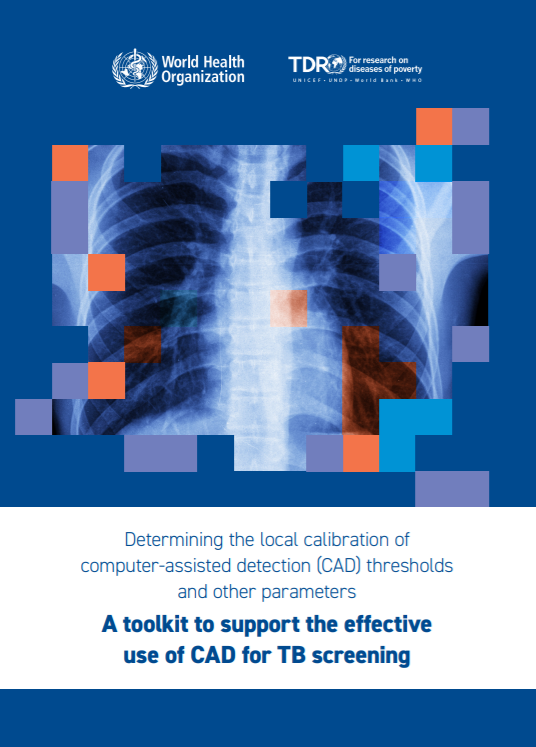 World Health
Organization
TDR For research on
diseases of poverty
UNICEF • UNDP • World Bank • WHO
Determining the local calibration of
computer-assisted detection (CAD) thresholds
and other parameters
A toolkit to support the effective
use of CAD for TB screening